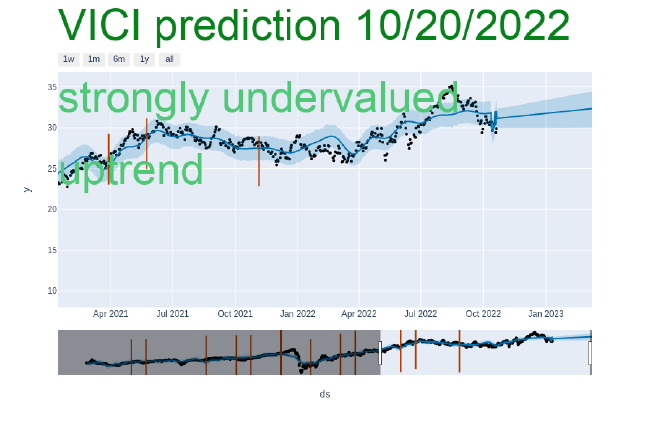 VICI prediction 10/20/2022
1w 1m 6m 1y all
strongly undervalued
uptrend
35
30
25
20
15
10
y
Apr 2021 Jul 2021 Oct 2021 Jan 2022 Apr 2022 Jul 2022 Oct 2022 Jan 2023
ds